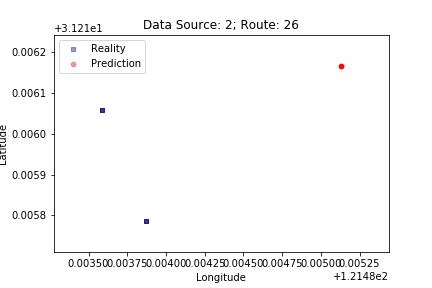 Data Source: 2; Route: 26
+3.121e1
Reality
Prediction
0.0062
0.0061
0.0060
0.0059
0.0058
Latitude
0.00350 0.00375 0.00400 0.00425 0.00450 0.00475 0.00500 0.00525
Longitude
+1.2148e2